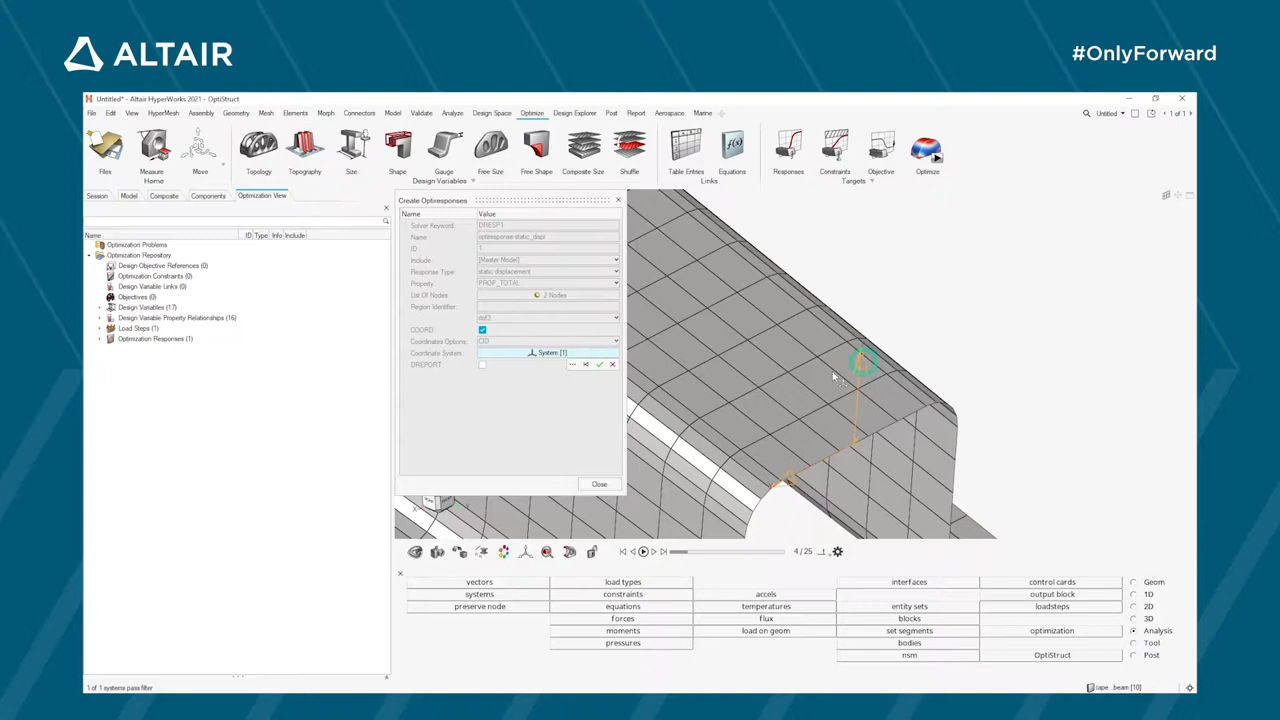 ALTAIR
#OnlyForward
Untitled* - Altair HyperWorks 2021 - OptiStruct
File Edit View HyperMesh Assembly Geometry Mesh Elements Morph Connectors Model Validate Analyze Design Space Optimize Design Explorer Post Report Aerospace Marine
Untitled 1 of 1
Files Measure Move Topology Topography Size Shape Gauge Free Size Free Shape Composite Size Shuffle Table Entries Equations Responses Constraints Objective Optimize
Home Design Variables Links Targets
Session Model Composite Components Optimization View
Name ID Type Info Include
Optimization Problems
Optimization Repository
Design Objective References (0)
Optimization Constraints (0)
Design Variable Links (0)
Objectives (0)
Design Variables (17)
Design Variable Property Relationships (16)
Load Steps (1)
Optimization Responses (1)
Create Optiresponses
Name Value
Solver Keyword: DRESP1
Name optiresponse-static_displ
ID 1
Include: [Master Model]
Response Type: static displacement
Property: PROP_TOTAL
List Of Nodes 2 Nodes
Region Identifier:
dof3
COORD:
Coordinates Options: CID
Coordinate System: System [1]
DREPORT:
Close
4 / 25
vectors load types interfaces control cards Geom
systems constraints accels output block 1D
preserve node equations temperatures entity sets loadsteps 2D
forces flux blocks 3D
moments load on geom set segments optimization Analysis
pressures bodies Tool
nsm OptiStruct Post
1 of 1 systems pass filter